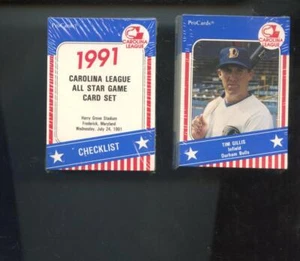 ProCards
CAROLINA
LEAGUE
1991
CAROLINA LEAGUE
ALL STAR GAME
CARD SET
Harry Grove Stadium
Frederick, Maryland
Wednesday, July 24, 1991
CHECKLIST
ProCards
CAROLINA
LEAGUE
TIM GILLIS
Infield
Durham Bulls